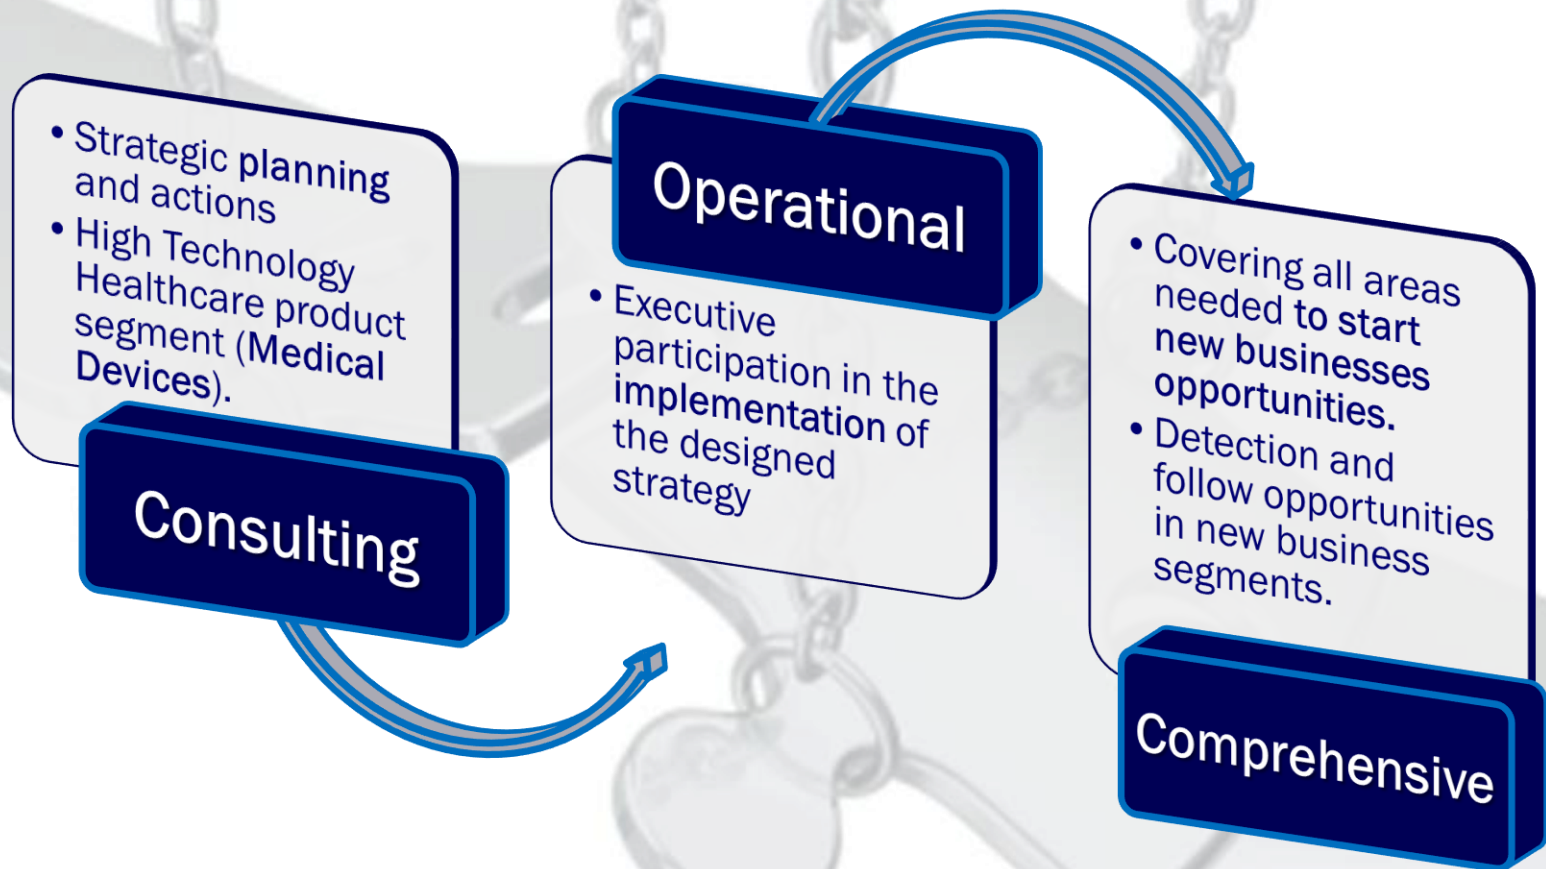 • Strategic planning
and actions
• High Technology
Healthcare product
segment (Medical
Devices).
Consulting
Operational
• Executive
participation in the
implementation of
the designed
strategy
• Covering all areas
needed to start
new businesses
opportunities.
• Detection and
follow opportunities
in new business
segments.
Comprehensive